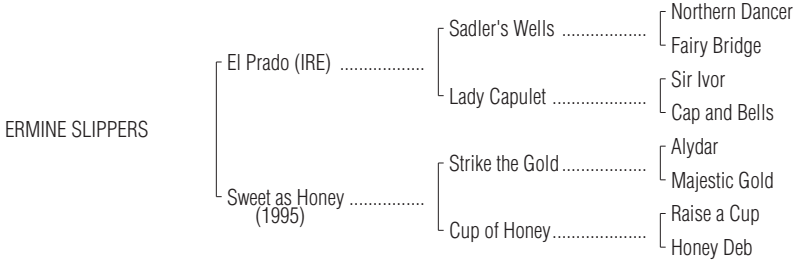 Northern Dancer
Sadler's Wells ..................
Fairy Bridge
El Prado (IRE) ..................
Sir Ivor
Lady Capulet ....................
Cap and Bells
ERMINE SLIPPERS
Alydar
Strike the Gold..................
Majestic Gold
Sweet as Honey ................
(1995)
Raise a Cup
Cup of Honey....................
Honey Deb